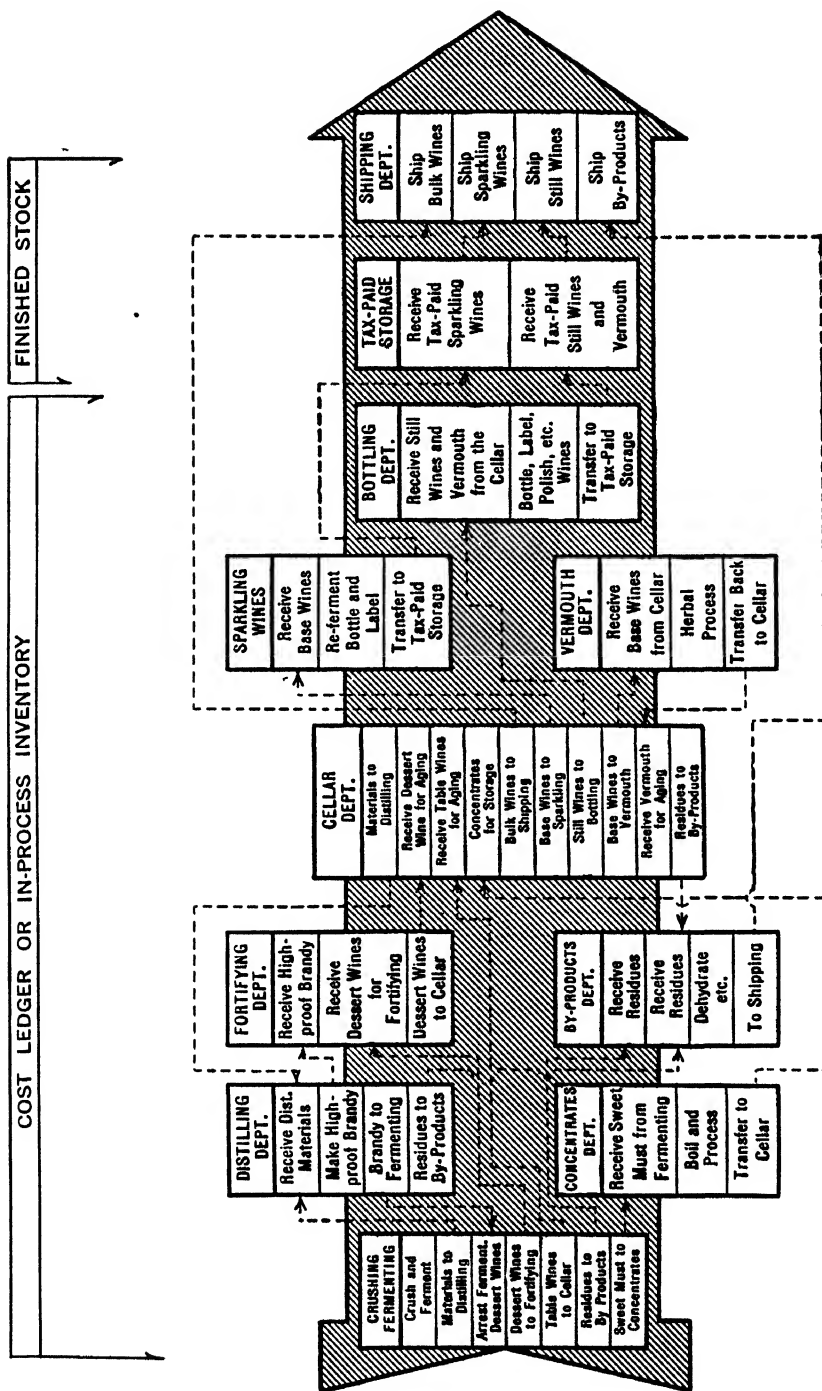 COST LEDGER OR IN-PROCESS INVENTORY
FINISHED STOCK
CRUSHING
FERMENTING
Crush and
Ferment
Materials to
Distilling
Arrest Ferment.
Dessert Wines
Dessert Wines
to Fortifying
Table Wines
to Cellar
Residues to
By Products
Sweet Must to
Concentrates
DISTILLING
DEPT.
Receive Dist.
Materials
Make High-
proof Brandy
Brandy to
Fermenting
Residues to
By-Products
CONCENTRATES
DEPT.
Receive Sweet
Must from
Fermenting
Boil and
Process
Transfer to
Cellar
FORTIFYING
DEPT.
Receive High-
proof Brandy
Receive
Dessert Wines
for
Fortifying
Dessert Wines
to Cellar
BY-PRODUCTS
DEPT.
Receive
Residues
Receive
Residues
Dehydrate
etc.
To Shipping
CELLAR
DEPT.
Materials to
Distilling
Receive Dessert
Wine for Aging
Receive Table Wines
for Aging
Concentrates
for Storage
Bulk Wines to
Shipping
Base Wines to
Sparkling
Still Wines to
Bottling
Base Wines to
Vermouth
Receive Vermouth
for Aging
Residues to
By-Products
SPARKLING
WINES
Receive
Base Wines
Re-ferment
Bottle and
Label
Transfer to
Tax-Paid
Storage
VERMOUTH
DEPT.
Receive
Base Wines
from Cellar
Herbal
Process
Transfer Back
to Cellar
BOTTLING
DEPT.
Receive Still
Wines and
Vermouth
from the
Cellar
Bottle, Label,
Polish, etc.
Wines
Transfer to
Tax-Paid
Storage
TAX-PAID
STORAGE
Receive
Tax-Paid
Sparkling
Wines
Receive
Tax-Paid
Still Wines
and
Vermouth
SHIPPING
DEPT.
Ship
Bulk Wines
Ship
Sparkling
Wines
Ship
Still Wines
Ship
By-Products